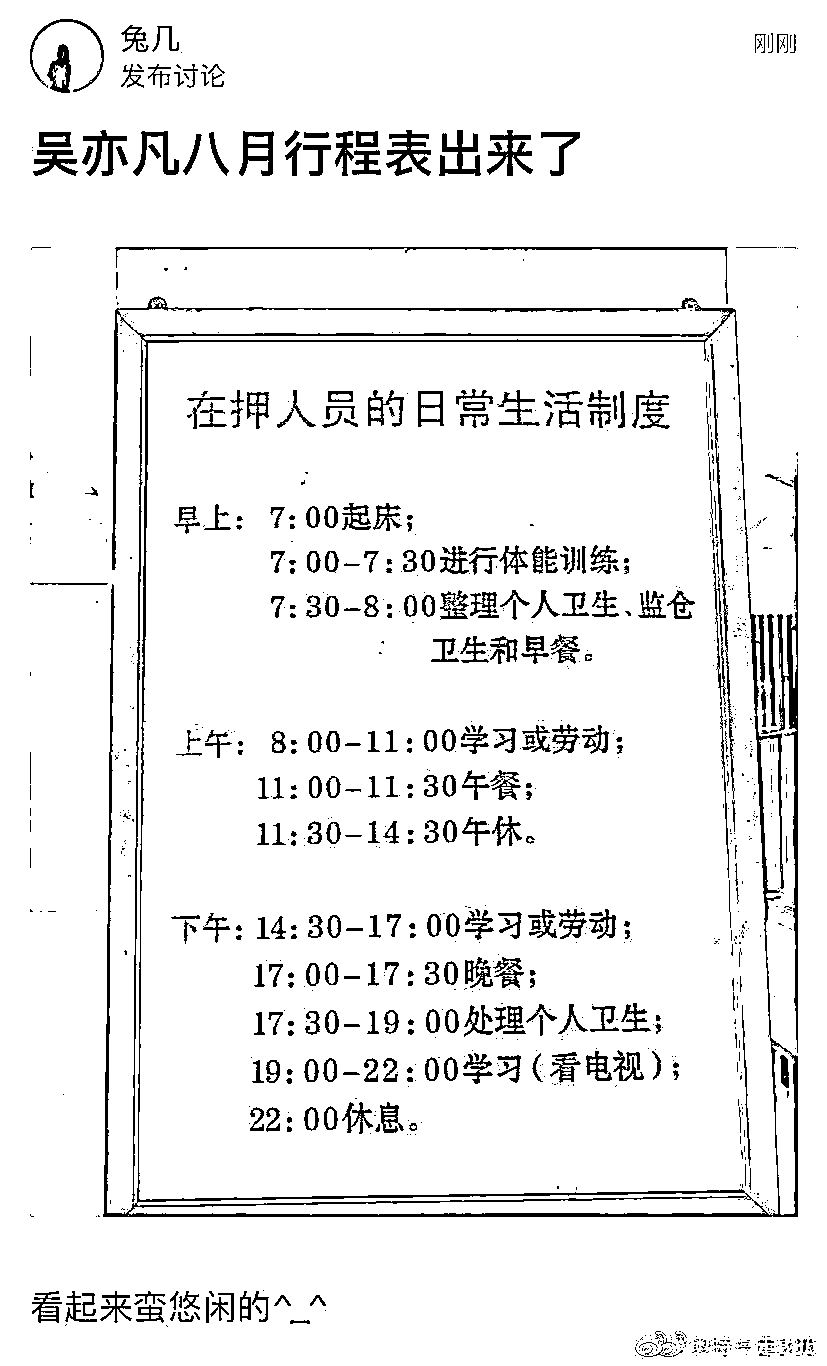 兔几
刚刚
发布讨论
吴亦凡八月行程表出来了
在押人员的日常生活制度
早上：7:00起床；
7:00-7:30进行体能训练；
7:30-8:00整理个人卫生、监仓
卫生和早餐。
上午：8:00-11:00学习或劳动；
11:00-11:30午餐；
11:30-14:30午休。
下午：14:30-17:00学习或劳动；
17:00-17:30晚餐；
17:30-19:00处理个人卫生；
19:00-22:00学习（看电视）；
22:00休息。
看起来蛮悠闲的^_^